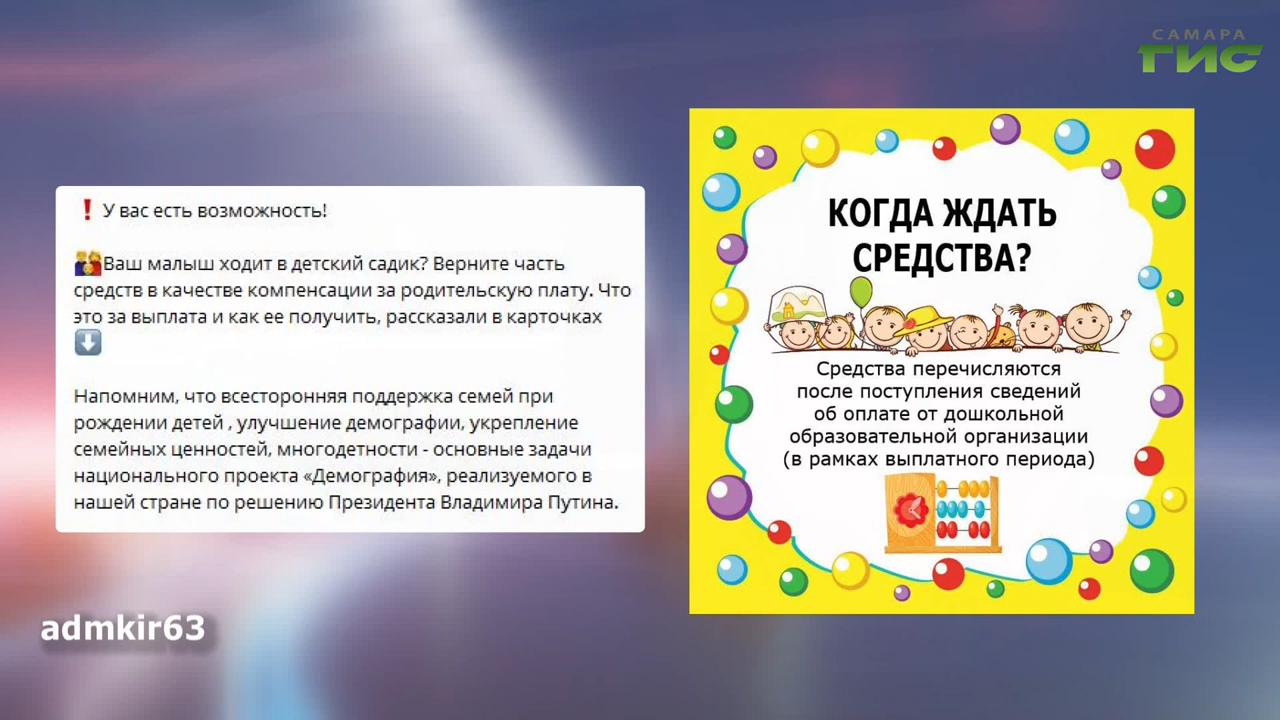 САМАРА
ГИС
❗ У вас есть возможность!
Ваш малыш ходит в детский садик? Верните часть
средств в качестве компенсации за родительскую плату. Что
это за выплата и как ее получить, рассказали в карточках
⬇️
Напомним, что всесторонняя поддержка семей при
рождении детей , улучшение демографии, укрепление
семейных ценностей, многодетности - основные задачи
национального проекта «Демография», реализуемого в
нашей стране по решению Президента Владимира Путина.
КОГДА ЖДАТЬ
СРЕДСТВА?
Средства перечисляются
после поступления сведений
об оплате от дошкольной
образовательной организации
(в рамках выплатного периода)
admkir63